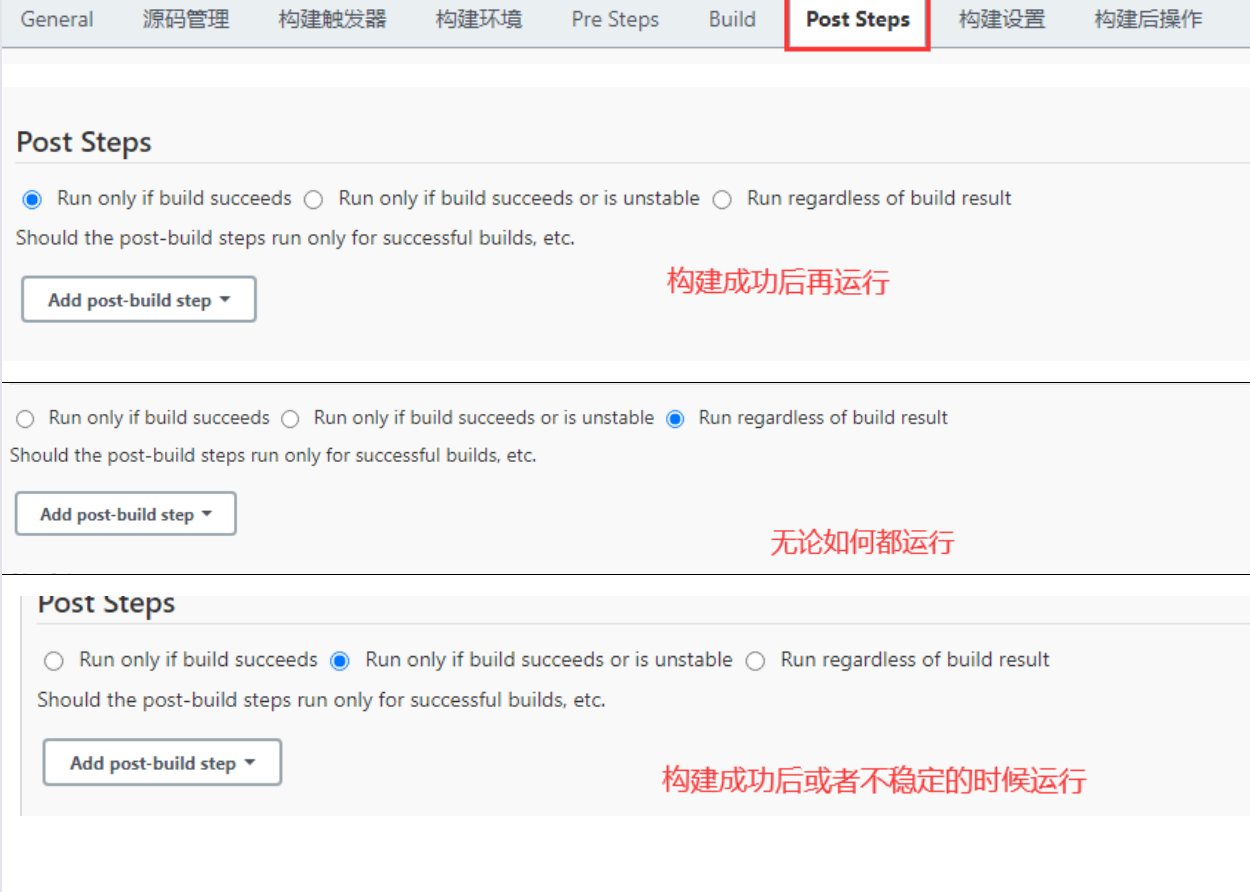 General 源码管理 构建触发器 构建环境 Pre Steps Build Post Steps 构建设置 构建后操作
Post Steps
Run only if build succeeds Run only if build succeeds or is unstable Run regardless of build result
Should the post-build steps run only for successful builds, etc.
构建成功后再运行
Add post-build step
Run only if build succeeds Run only if build succeeds or is unstable Run regardless of build result
Should the post-build steps run only for successful builds, etc.
Add post-build step
无论如何都运行
Post Steps
Run only if build succeeds Run only if build succeeds or is unstable Run regardless of build result
Should the post-build steps run only for successful builds, etc.
Add post-build step
构建成功后或者不稳定的时候运行